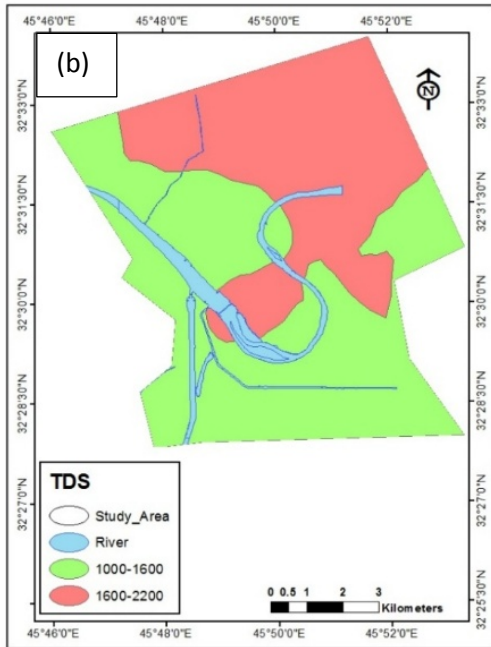 45°46'0"E 45°48'0"E 45°50'0"E 45°52'0"E
(b)
N
32°33'0"N 32°33'0"N
32°31'30"N 32°31'30"N
32°30'0"N 32°30'0"N
32°28'30"N 32°28'30"N
32°27'0"N 32°27'0"N
32°25'30"N
TDS
Study_Area
River
1000-1600
1600-2200
0 0.5 1 2 3
Kilometers
45°46'0"E 45°48'0"E 45°50'0"E 45°52'0"E